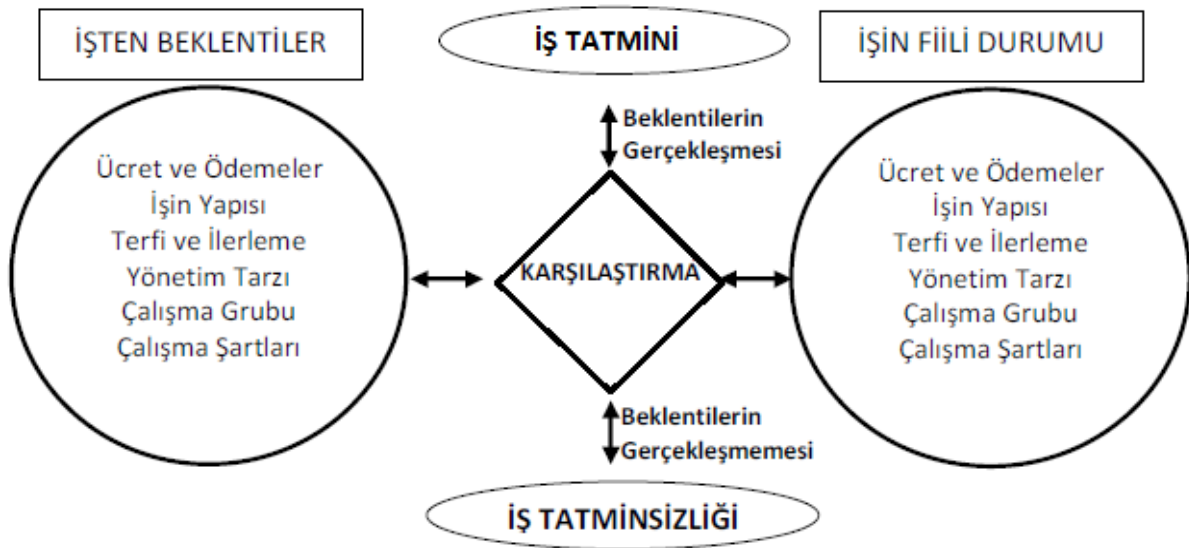 İŞTEN BEKLENTİLER
Ücret ve Ödemeler
İşin Yapısı
Terfi ve İlerleme
Yönetim Tarzı
Çalışma Grubu
Çalışma Şartları
İŞ TATMİNİ
Beklentilerin
Gerçekleşmesi
KARŞILAŞTIRMA
Beklentilerin
Gerçekleşmemesi
İŞ TATMİNSİZLİĞİ
İŞİN FİİLİ DURUMU
Ücret ve Ödemeler
İşin Yapısı
Terfi ve İlerleme
Yönetim Tarzı
Çalışma Grubu
Çalışma Şartları